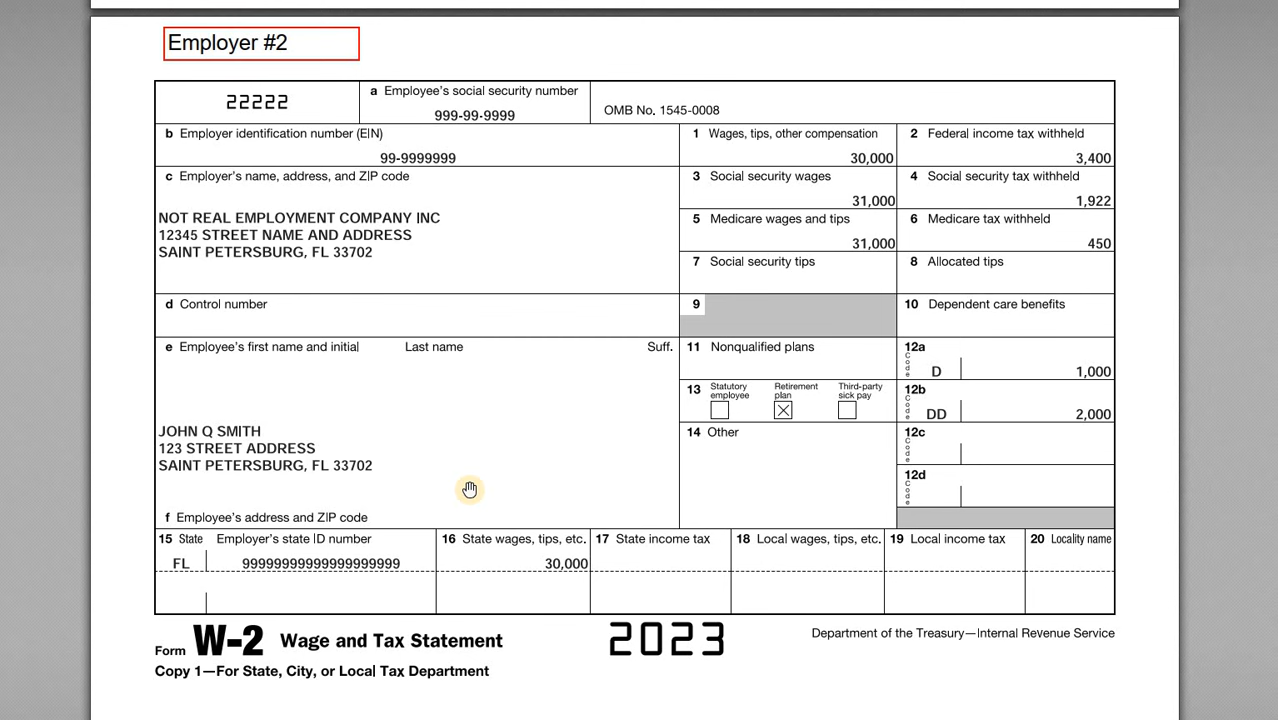 Employer #2
22222
a Employee's social security number
999-99-9999
OMB No. 1545-0008
b Employer identification number (EIN)
99-9999999
1 Wages, tips, other compensation
30,000
2 Federal income tax withheld
3,400
c Employer's name, address, and ZIP code
NOT REAL EMPLOYMENT COMPANY INC
12345 STREET NAME AND ADDRESS
SAINT PETERSBURG, FL 33702
3 Social security wages
31,000
4 Social security tax withheld
1,922
5 Medicare wages and tips
31,000
6 Medicare tax withheld
450
7 Social security tips
8 Allocated tips
d Control number
9
10 Dependent care benefits
e Employee's first name and initial
Last name
Suff.
JOHN Q SMITH
123 STREET ADDRESS
SAINT PETERSBURG, FL 33702
f Employee's address and ZIP code
11 Nonqualified plans
12a
Code
D 1,000
13 Statutory employee
Retirement plan
Third-party sick pay
12b
Code
DD 2,000
14 Other
12c
Code
12d
Code
15 State
Employer's state ID number
16 State wages, tips, etc.
17 State income tax
18 Local wages, tips, etc.
19 Local income tax
20 Locality name
FL
99999999999999999999
30,000
Form W-2 Wage and Tax Statement
2023
Department of the Treasury—Internal Revenue Service
Copy 1—For State, City, or Local Tax Department